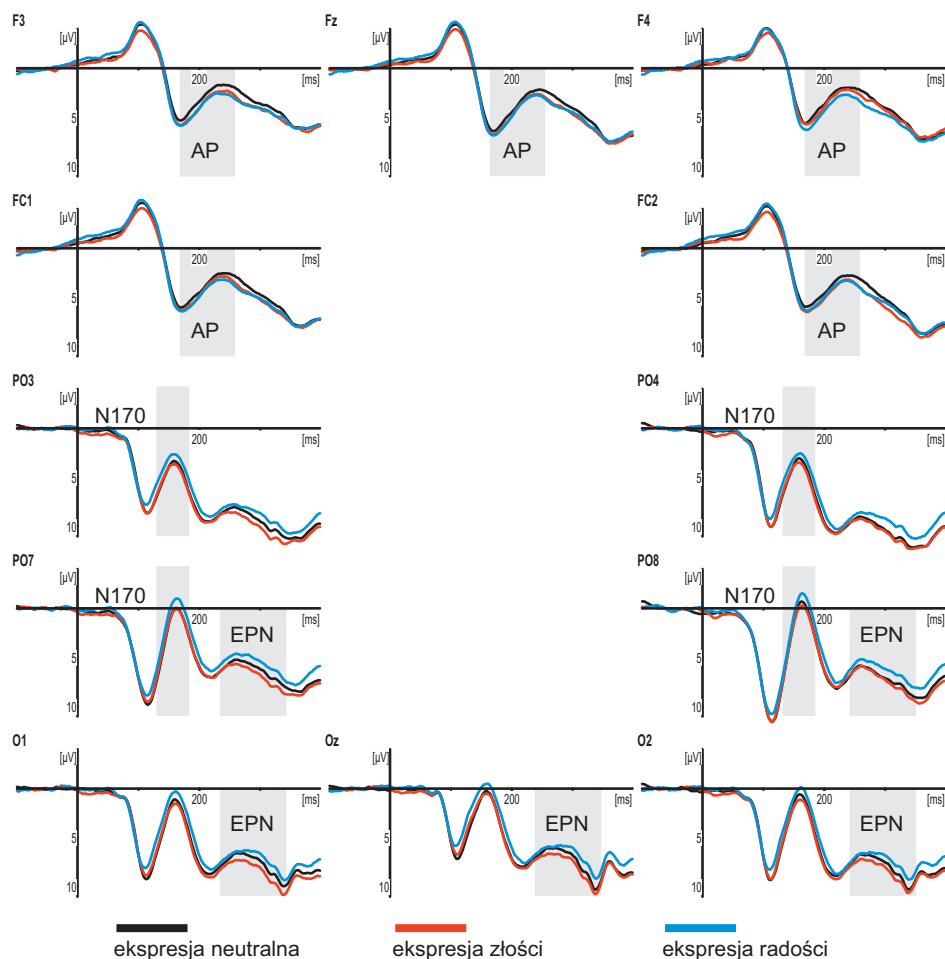 F3 Fz F4
[µV] [µV] [µV]
200 [ms] 200 [ms] 200 [ms]
5 5 5
AP AP AP
10 10 10
FC1 FC2
[µV] [µV]
200 [ms] 200 [ms]
5 5
AP AP
10 10
PO3 PO4
[µV] [µV]
N170 N170
200 [ms] 200 [ms]
5 5
10 10
PO7 PO8
[µV] [µV]
N170 N170
200 [ms] 200 [ms]
EPN EPN
5 5
10 10
O1 Oz O2
[µV] [µV] [µV]
200 [ms] 200 [ms] 200 [ms]
EPN EPN EPN
5 5 5
10 10 10
ekspresja neutralna ekspresja złości ekspresja radości